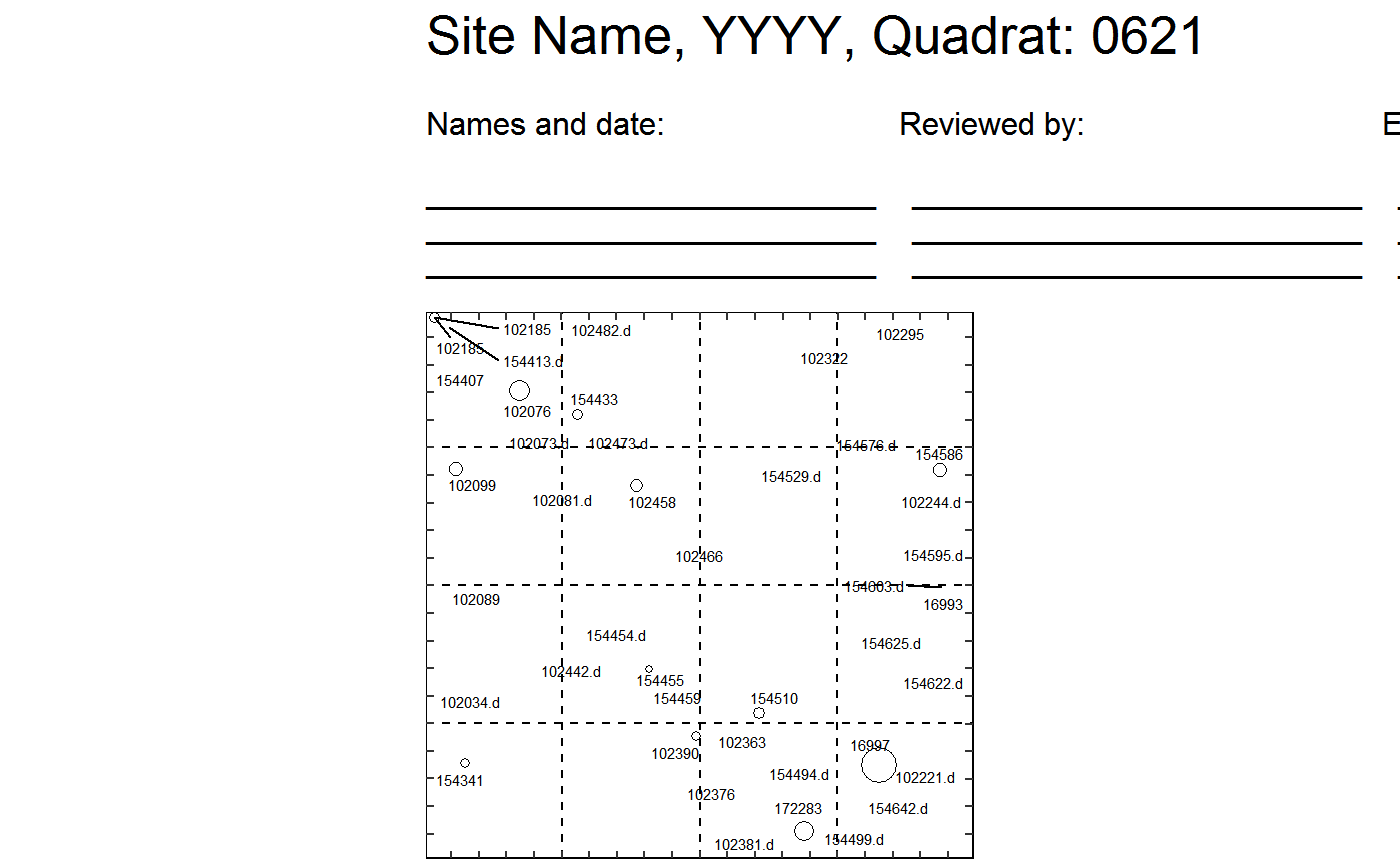 Site Name, YYYY, Quadrat: 0621
Names and date: Reviewed by: E
102185 102482.d 102295
102185 102322
154413.d
154407
154433
102076
102073.d 102473.d 154576.d
154586
154529.d
102099
102081.d 102458 102244.d
102466 154595.d
154603.d
102089 16993
154454.d
154625.d
102442.d
154455 154622.d
102034.d 154459 154510
102363 16997
102390
154341 154494.d 102221.d
102376
172283 154642.d
102381.d 154499.d